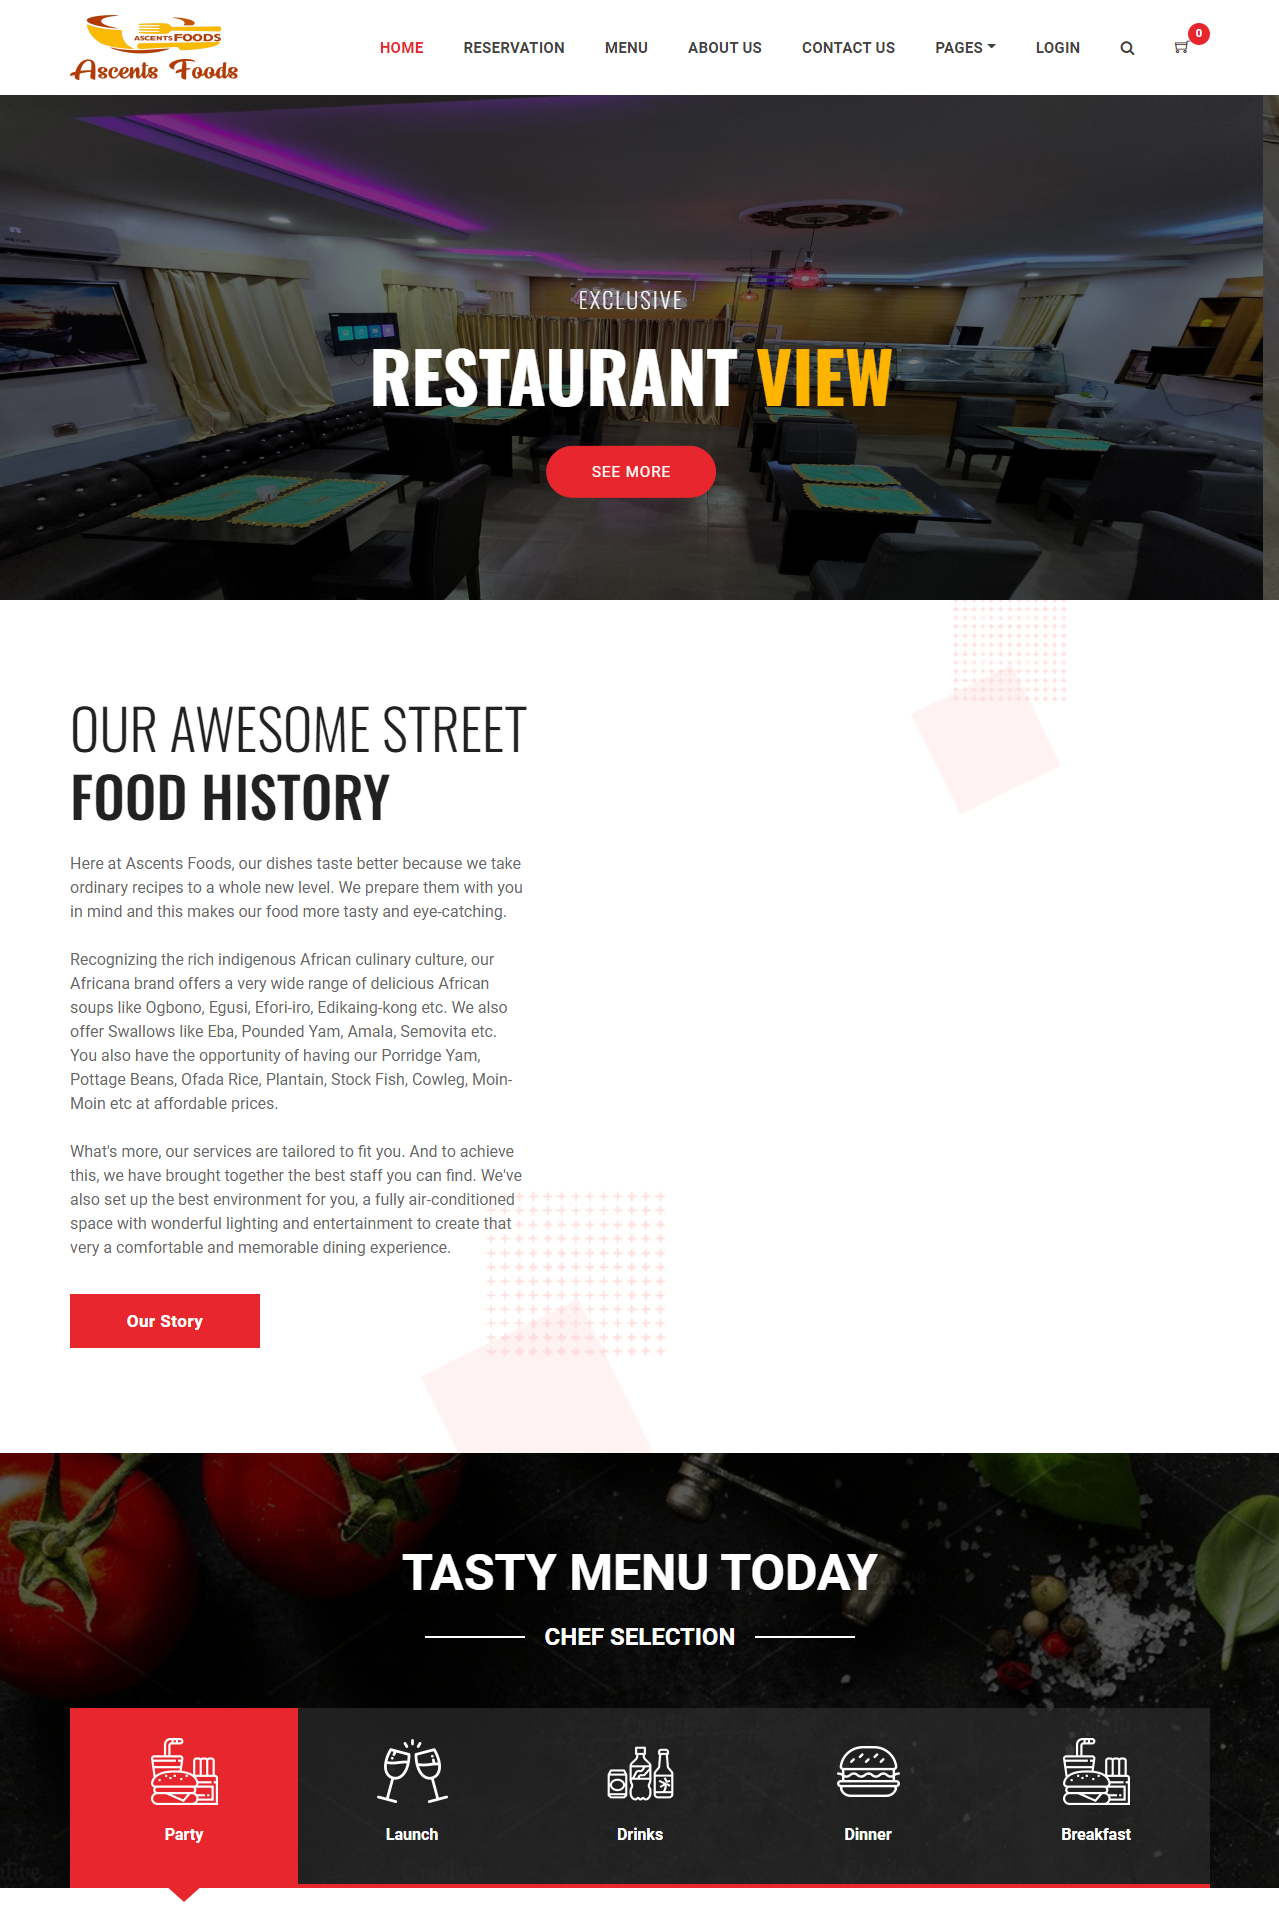 ASCENTS FOODS
Ascents Foods
HOME RESERVATION MENU ABOUT US CONTACT US PAGES LOGIN 0
EXCLUSIVE
RESTAURANT VIEW
SEE MORE
OUR AWESOME STREET
FOOD HISTORY
Here at Ascents Foods, our dishes taste better because we take
ordinary recipes to a whole new level. We prepare them with you
in mind and this makes our food more tasty and eye-catching.
Recognizing the rich indigenous African culinary culture, our
Africana brand offers a very wide range of delicious African
soups like Ogbono, Egusi, Efori-iro, Edikaing-kong etc. We also
offer Swallows like Eba, Pounded Yam, Amala, Semovita etc.
You also have the opportunity of having our Porridge Yam,
Pottage Beans, Ofada Rice, Plantain, Stock Fish, Cowleg, Moin-
Moin etc at affordable prices.
What's more, our services are tailored to fit you. And to achieve
this, we have brought together the best staff you can find. We've
also set up the best environment for you, a fully air-conditioned
space with wonderful lighting and entertainment to create that
very a comfortable and memorable dining experience.
Our Story
TASTY MENU TODAY
CHEF SELECTION
Party Launch Drinks Dinner Breakfast